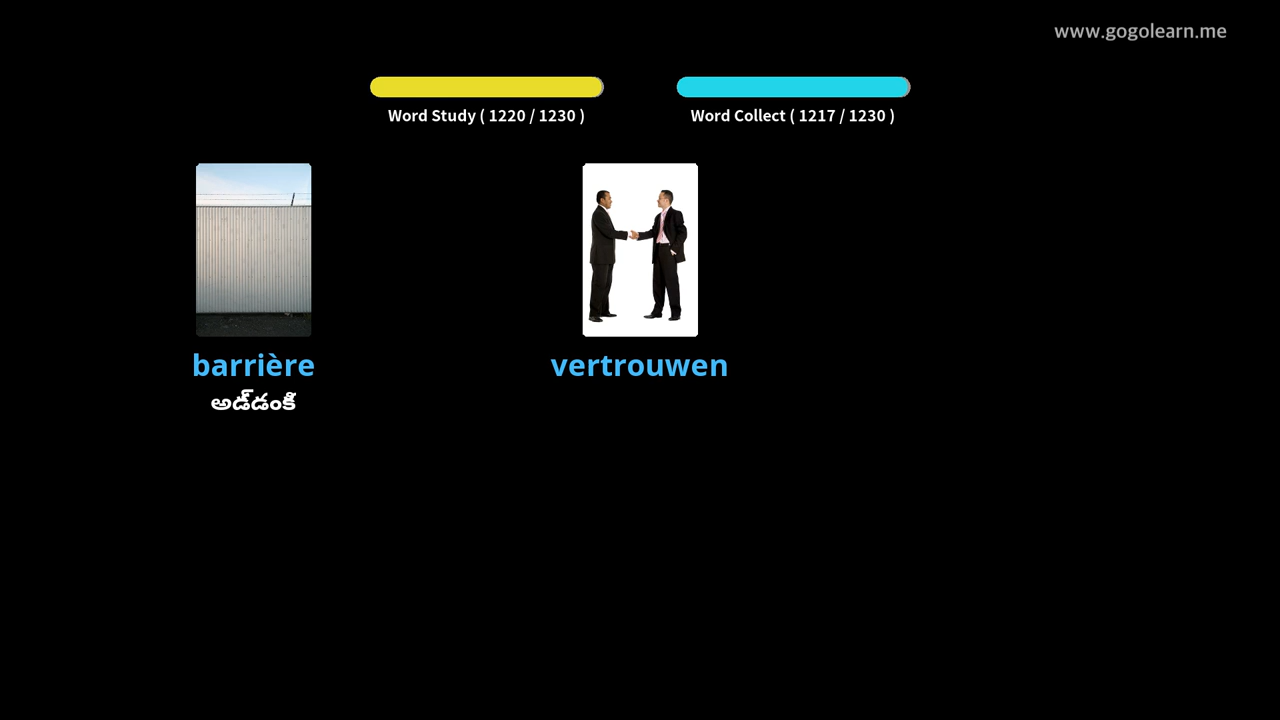 www.gogolearn.me
Word Study ( 1220 / 1230 )
Word Collect ( 1217 / 1230 )
barrière
vertrouwen
అడ్డంకి